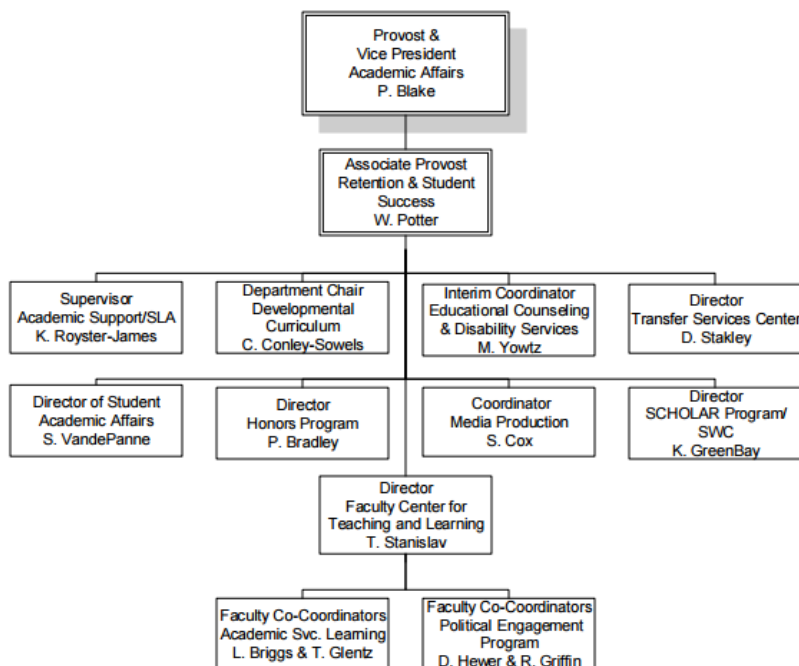 Provost &
Vice President
Academic Affairs
P. Blake
Associate Provost
Retention & Student
Success
W. Potter
Supervisor
Academic Support/SLA
K. Royster-James
Department Chair
Developmental
Curriculum
C. Conley-Sowels
Interim Coordinator
Educational Counseling
& Disability Services
M. Yowtz
Director
Transfer Services Center
D. Stakley
Director of Student
Academic Affairs
S. VandePanne
Director
Honors Program
P. Bradley
Coordinator
Media Production
S. Cox
Director
SCHOLAR Program/
SWC
K. GreenBay
Director
Faculty Center for
Teaching and Learning
T. Stanislav
Faculty Co-Coordinators
Academic Svc. Learning
L. Briggs & T. Glentz
Faculty Co-Coordinators
Political Engagement
Program
D. Hewer & R. Griffin